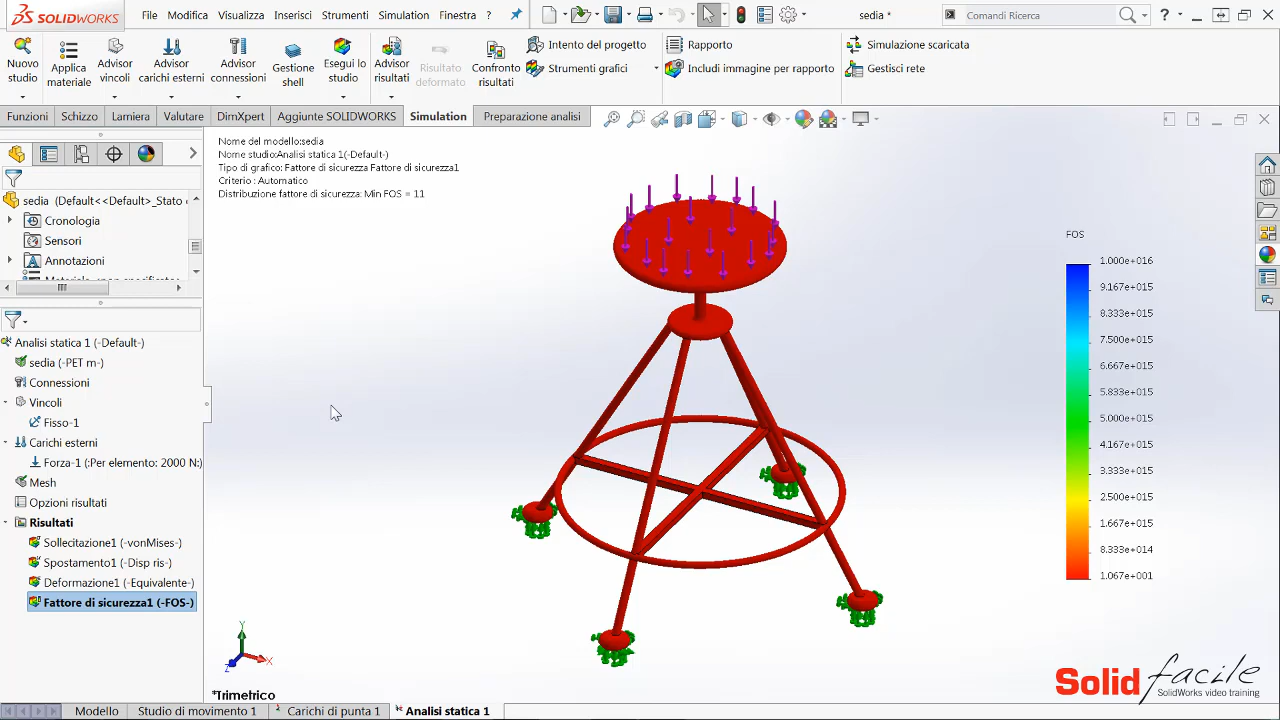 SOLIDWORKS
File
Modifica
Visualizza
Inserisci
Strumenti
Simulation
Finestra
?
sedia *
Comandi Ricerca
Nuovo studio
Applica materiale
Advisor vincoli
Advisor carichi esterni
Advisor connessioni
Gestione shell
Esegui lo studio
Advisor risultati
Risultato deformato
Confronto risultati
Intento del progetto
Strumenti grafici
Rapporto
Includi immagine per rapporto
Simulazione scaricata
Gestisci rete
Funzioni
Schizzo
Lamiera
Valutare
DimXpert
Aggiunte SOLIDWORKS
Simulation
Preparazione analisi
sedia (Default<<Default>_Stato
Cronologia
Sensori
Annotazioni
Analisi statica 1 (-Default-)
sedia (-PET m-)
Connessioni
Vincoli
Fisso-1
Carichi esterni
Forza-1 (:Per elemento: 2000 N:)
Mesh
Opzioni risultati
Risultati
Sollecitazione1 (-vonMises-)
Spostamento1 (-Disp ris-)
Deformazione1 (-Equivalente-)
Fattore di sicurezza1 (-FOS-)
Nome del modello:sedia
Nome studio:Analisi statica 1(-Default-)
Tipo di grafico: Fattore di sicurezza Fattore di sicurezza1
Criterio : Automatico
Distribuzione fattore di sicurezza: Min FOS = 11
FOS
1.000e+016
9.167e+015
8.333e+015
7.500e+015
6.667e+015
5.833e+015
5.000e+015
4.167e+015
3.333e+015
2.500e+015
1.667e+015
8.333e+014
1.067e+001
Y
X
Z
*Trimetrico
Solid facile
SolidWorks video training
Modello
Studio di movimento 1
Carichi di punta 1
Analisi statica 1